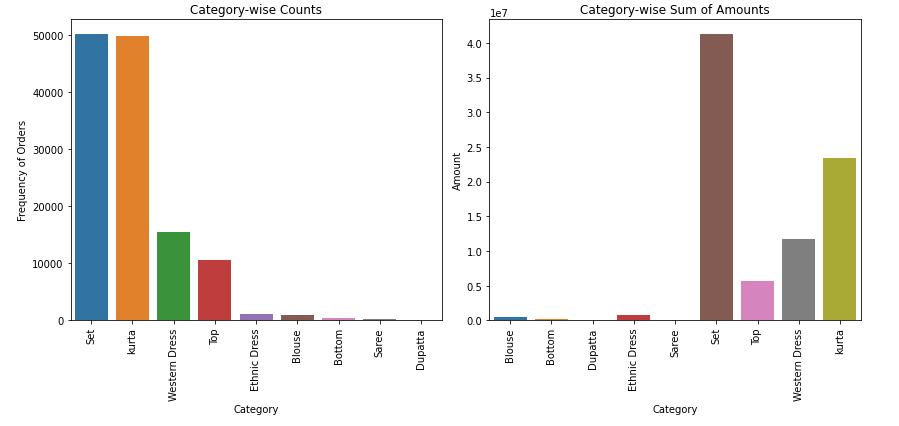 Category-wise Counts
50000
40000
30000
20000
10000
0
Frequency of Orders
Set
kurta
Western Dress
Top
Ethnic Dress
Blouse
Bottom
Saree
Dupatta
Category
Category-wise Sum of Amounts
1e7
4.0
3.5
3.0
2.5
2.0
1.5
1.0
0.5
0.0
Amount
Blouse
Bottom
Dupatta
Ethnic Dress
Saree
Set
Top
Western Dress
kurta
Category